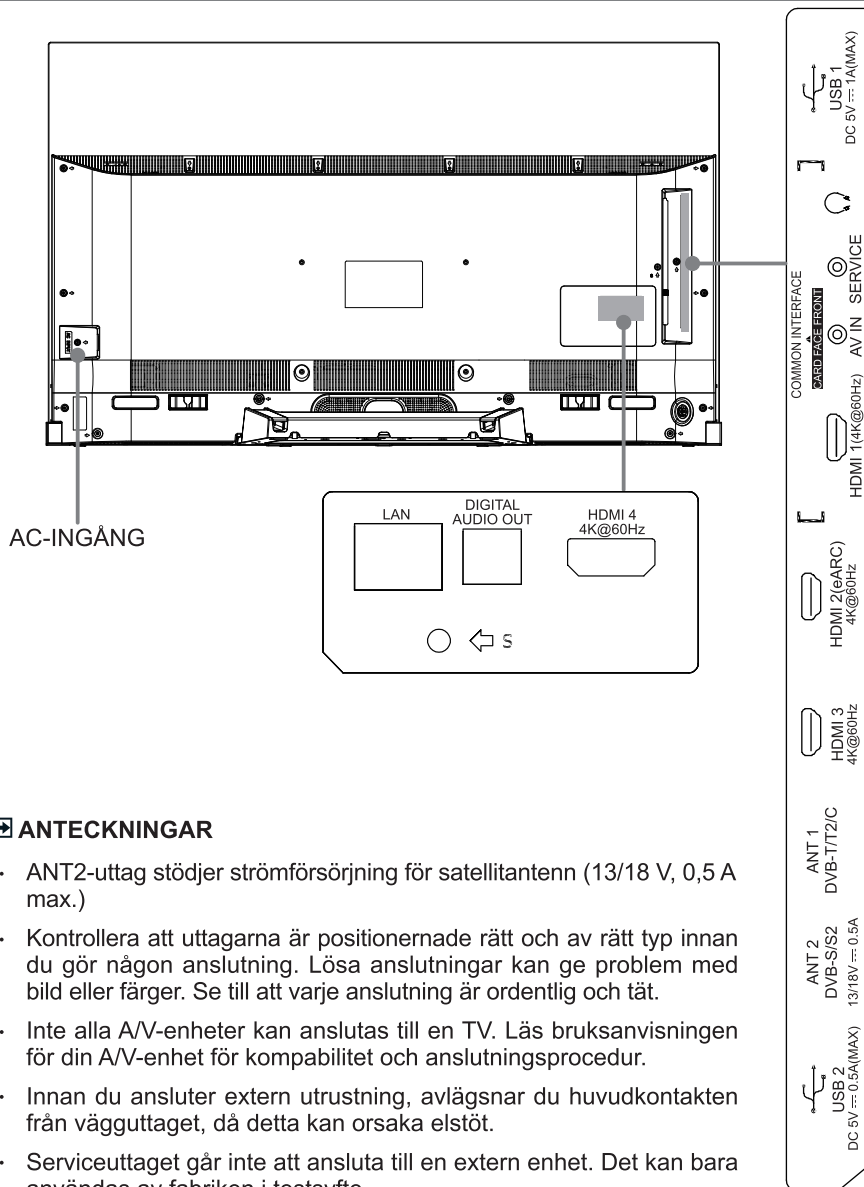 USB 1
DC 5V ⎓ 1A(MAX)
SERVICE
AV IN
COMMON INTERFACE
CARD FACE FRONT
HDMI 1(4K@60Hz)
HDMI 2(eARC)
4K@60Hz
HDMI 3
4K@60Hz
ANT 1
DVB-T/T2/C
ANT 2
DVB-S/S2
13/18V ⎓ 0.5A
USB 2
DC 5V ⎓ 0.5A(MAX)
AC-INGÅNG
LAN
DIGITAL
AUDIO OUT
HDMI 4
4K@60Hz
S
ANTECKNINGAR
· ANT2-uttag stödjer strömförsörjning för satellitantenn (13/18 V, 0,5 A
max.)
· Kontrollera att uttagarna är positionernade rätt och av rätt typ innan
du gör någon anslutning. Lösa anslutningar kan ge problem med
bild eller färger. Se till att varje anslutning är ordentlig och tät.
· Inte alla A/V-enheter kan anslutas till en TV. Läs bruksanvisningen
för din A/V-enhet för kompabilitet och anslutningsprocedur.
· Innan du ansluter extern utrustning, avlägsnar du huvudkontakten
från vägguttaget, då detta kan orsaka elstöt.
· Serviceuttaget går inte att ansluta till en extern enhet. Det kan bara
användas av fabriken i testsyfte.